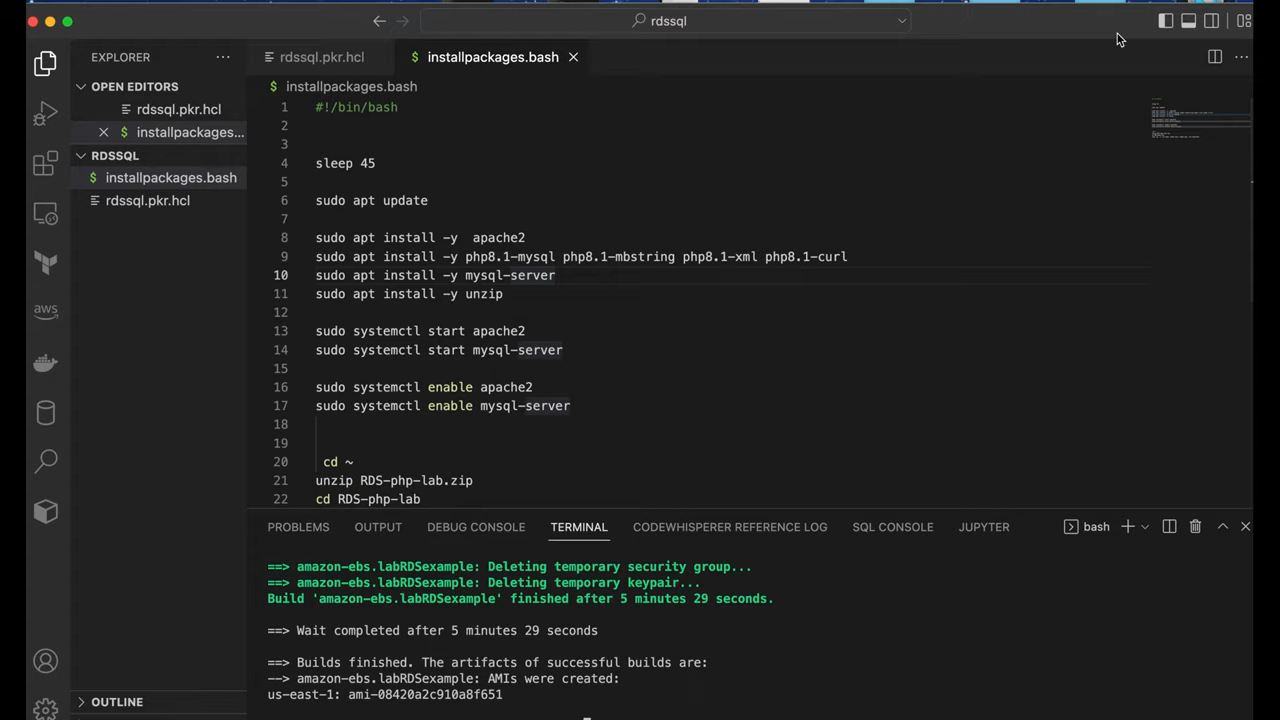 rdssql
EXPLORER
rdssql.pkr.hcl
$ installpackages.bash
OPEN EDITORS
$ installpackages.bash
rdssql.pkr.hcl
$ installpackages...
RDSSQL
$ installpackages.bash
rdssql.pkr.hcl
aws
OUTLINE
1 #!/bin/bash
2
3
4 sleep 45
5
6 sudo apt update
7
8 sudo apt install -y  apache2
9 sudo apt install -y php8.1-mysql php8.1-mbstring php8.1-xml php8.1-curl
10 sudo apt install -y mysql-server
11 sudo apt install -y unzip
12
13 sudo systemctl start apache2
14 sudo systemctl start mysql-server
15
16 sudo systemctl enable apache2
17 sudo systemctl enable mysql-server
18
19
20  cd ~
21 unzip RDS-php-lab.zip
22 cd RDS-php-lab
PROBLEMS OUTPUT DEBUG CONSOLE TERMINAL CODEWHISPERER REFERENCE LOG SQL CONSOLE JUPYTER bash
==> amazon-ebs.labRDSexample: Deleting temporary security group...
==> amazon-ebs.labRDSexample: Deleting temporary keypair...
Build 'amazon-ebs.labRDSexample' finished after 5 minutes 29 seconds.
==> Wait completed after 5 minutes 29 seconds
==> Builds finished. The artifacts of successful builds are:
--> amazon-ebs.labRDSexample: AMIs were created:
us-east-1: ami-08420a2c910a8f651